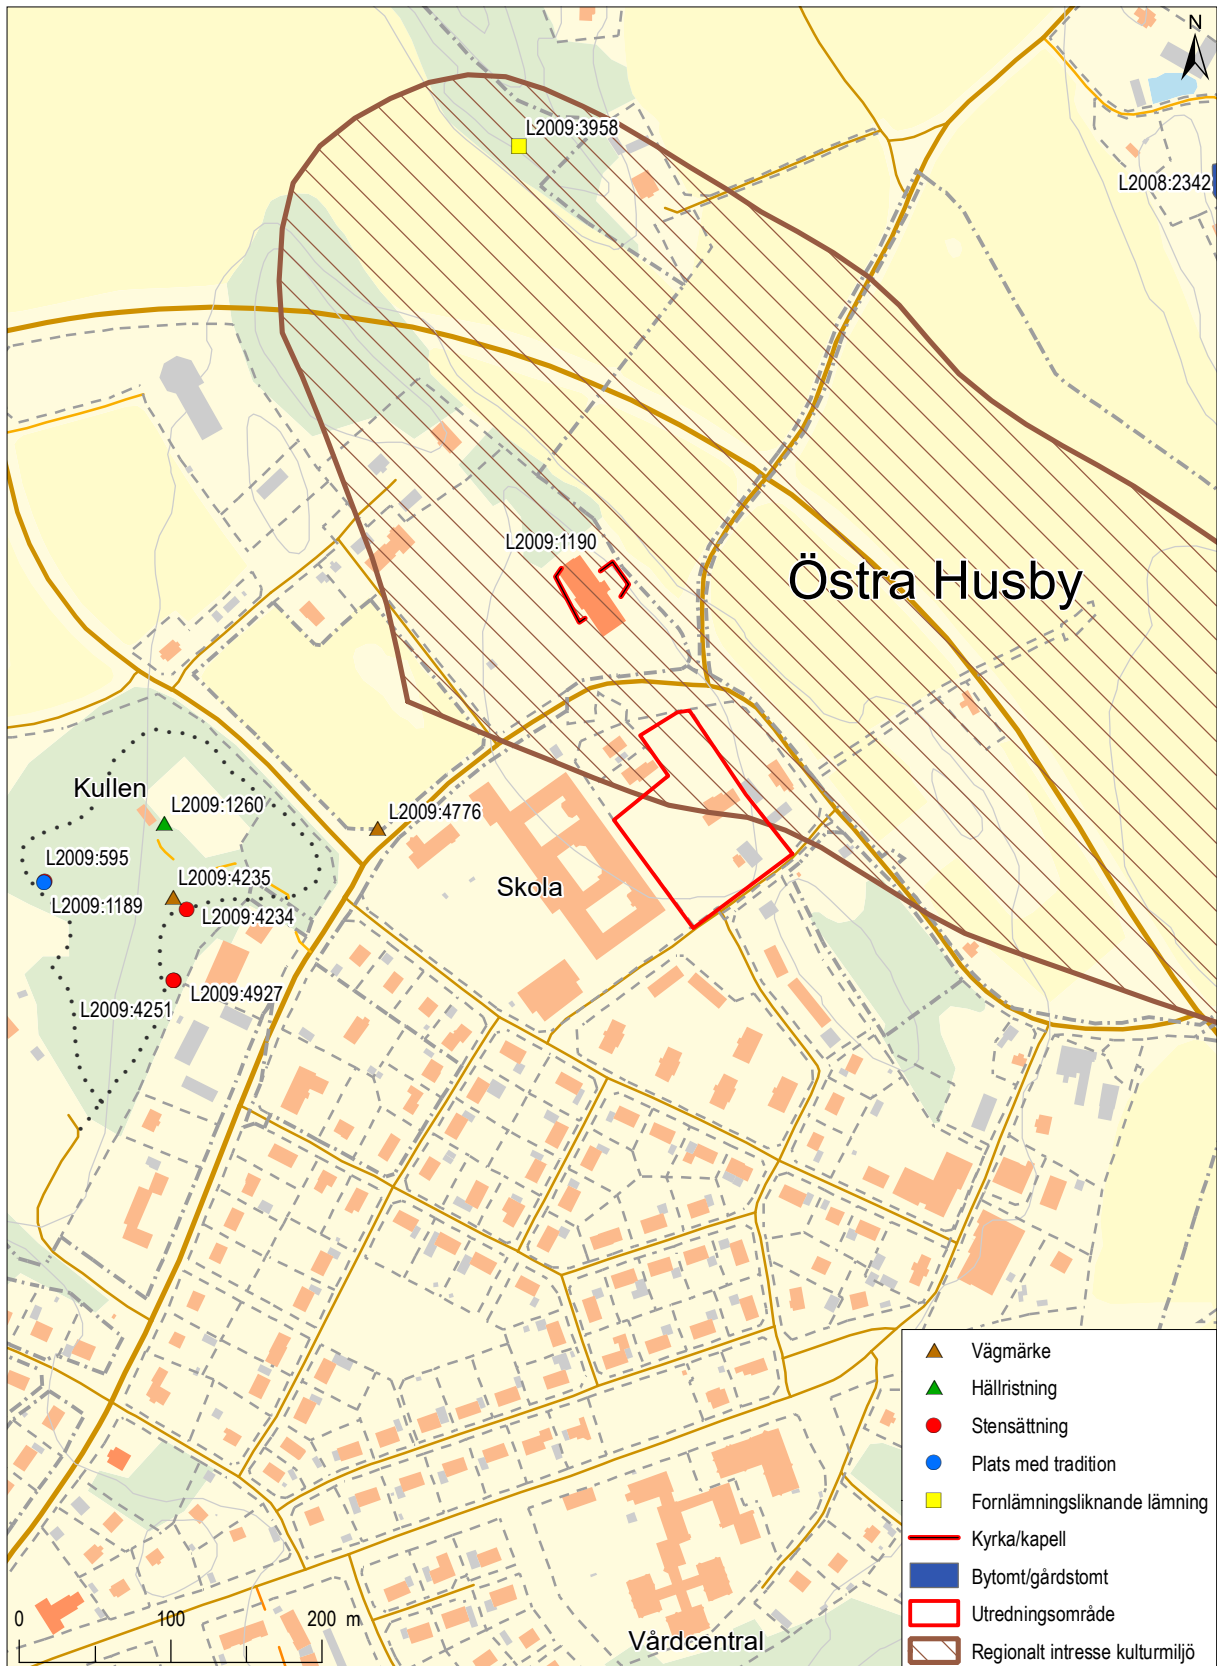 N
L2009:3958
L2008:2342
L2009:1190
Östra Husby
Kullen
L2009:1260
L2009:4776
L2009:595
L2009:4235
Skola
L2009:1189
L2009:4234
L2009:4927
L2009:4251
Vägmärke
Hällristning
Stensättning
Plats med tradition
Fornlämningsliknande lämning
Kyrka/kapell
Bytomt/gårdstomt
Utredningsområde
Regionalt intresse kulturmiljö
0 100 200 m
Vårdcentral